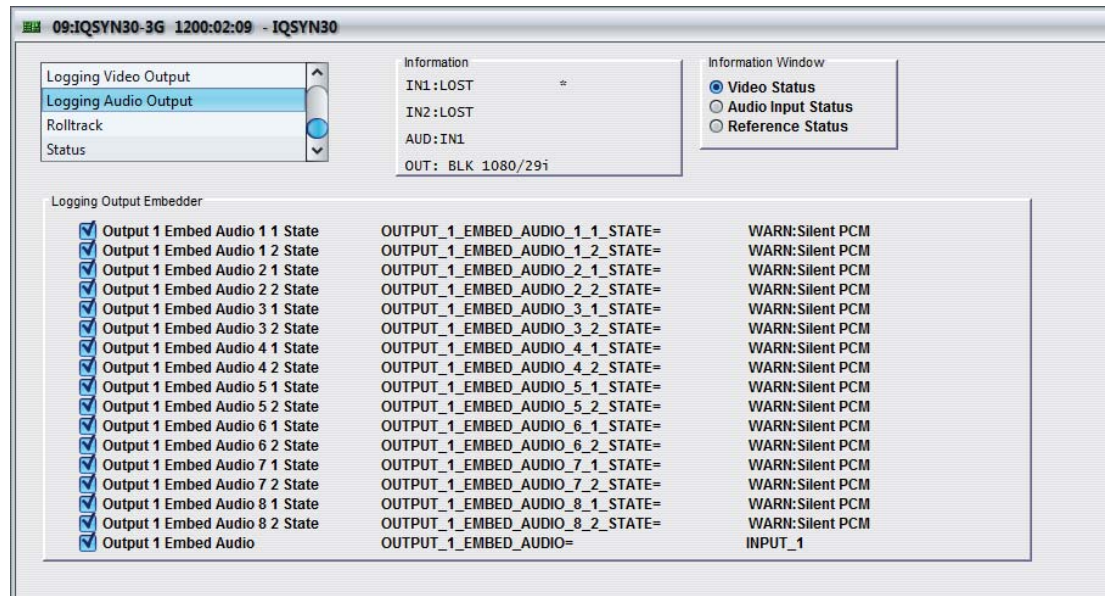 09:IQSYN30-3G 1200:02:09 - IQSYN30
Logging Video Output
Logging Audio Output
Rolltrack
Status
Information
IN1:LOST *
IN2:LOST
AUD:IN1
OUT: BLK 1080/29i
Information Window
Video Status
Audio Input Status
Reference Status
Logging Output Embedder
Output 1 Embed Audio 1 1 State OUTPUT_1_EMBED_AUDIO_1_1_STATE= WARN:Silent PCM
Output 1 Embed Audio 1 2 State OUTPUT_1_EMBED_AUDIO_1_2_STATE= WARN:Silent PCM
Output 1 Embed Audio 2 1 State OUTPUT_1_EMBED_AUDIO_2_1_STATE= WARN:Silent PCM
Output 1 Embed Audio 2 2 State OUTPUT_1_EMBED_AUDIO_2_2_STATE= WARN:Silent PCM
Output 1 Embed Audio 3 1 State OUTPUT_1_EMBED_AUDIO_3_1_STATE= WARN:Silent PCM
Output 1 Embed Audio 3 2 State OUTPUT_1_EMBED_AUDIO_3_2_STATE= WARN:Silent PCM
Output 1 Embed Audio 4 1 State OUTPUT_1_EMBED_AUDIO_4_1_STATE= WARN:Silent PCM
Output 1 Embed Audio 4 2 State OUTPUT_1_EMBED_AUDIO_4_2_STATE= WARN:Silent PCM
Output 1 Embed Audio 5 1 State OUTPUT_1_EMBED_AUDIO_5_1_STATE= WARN:Silent PCM
Output 1 Embed Audio 5 2 State OUTPUT_1_EMBED_AUDIO_5_2_STATE= WARN:Silent PCM
Output 1 Embed Audio 6 1 State OUTPUT_1_EMBED_AUDIO_6_1_STATE= WARN:Silent PCM
Output 1 Embed Audio 6 2 State OUTPUT_1_EMBED_AUDIO_6_2_STATE= WARN:Silent PCM
Output 1 Embed Audio 7 1 State OUTPUT_1_EMBED_AUDIO_7_1_STATE= WARN:Silent PCM
Output 1 Embed Audio 7 2 State OUTPUT_1_EMBED_AUDIO_7_2_STATE= WARN:Silent PCM
Output 1 Embed Audio 8 1 State OUTPUT_1_EMBED_AUDIO_8_1_STATE= WARN:Silent PCM
Output 1 Embed Audio 8 2 State OUTPUT_1_EMBED_AUDIO_8_2_STATE= WARN:Silent PCM
Output 1 Embed Audio OUTPUT_1_EMBED_AUDIO= INPUT_1